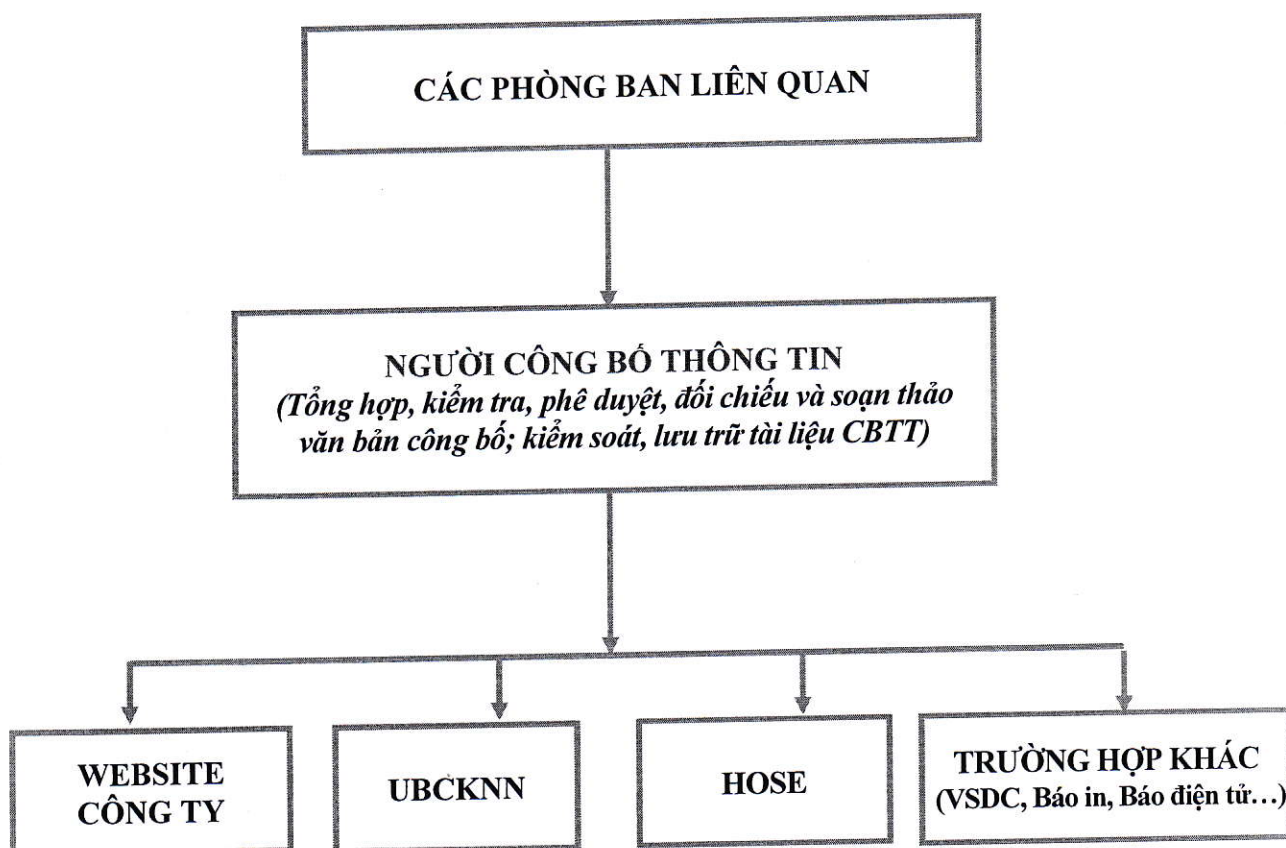 CÁC PHÒNG BAN LIÊN QUAN
NGƯỜI CÔNG BỐ THÔNG TIN
(Tổng hợp, kiểm tra, phê duyệt, đối chiếu và soạn thảo
văn bản công bố; kiểm soát, lưu trữ tài liệu CBTT)
WEBSITE
CÔNG TY
UBCKNN
HOSE
TRƯỜNG HỢP KHÁC
(VSDC, Báo in, Báo điện tử…)